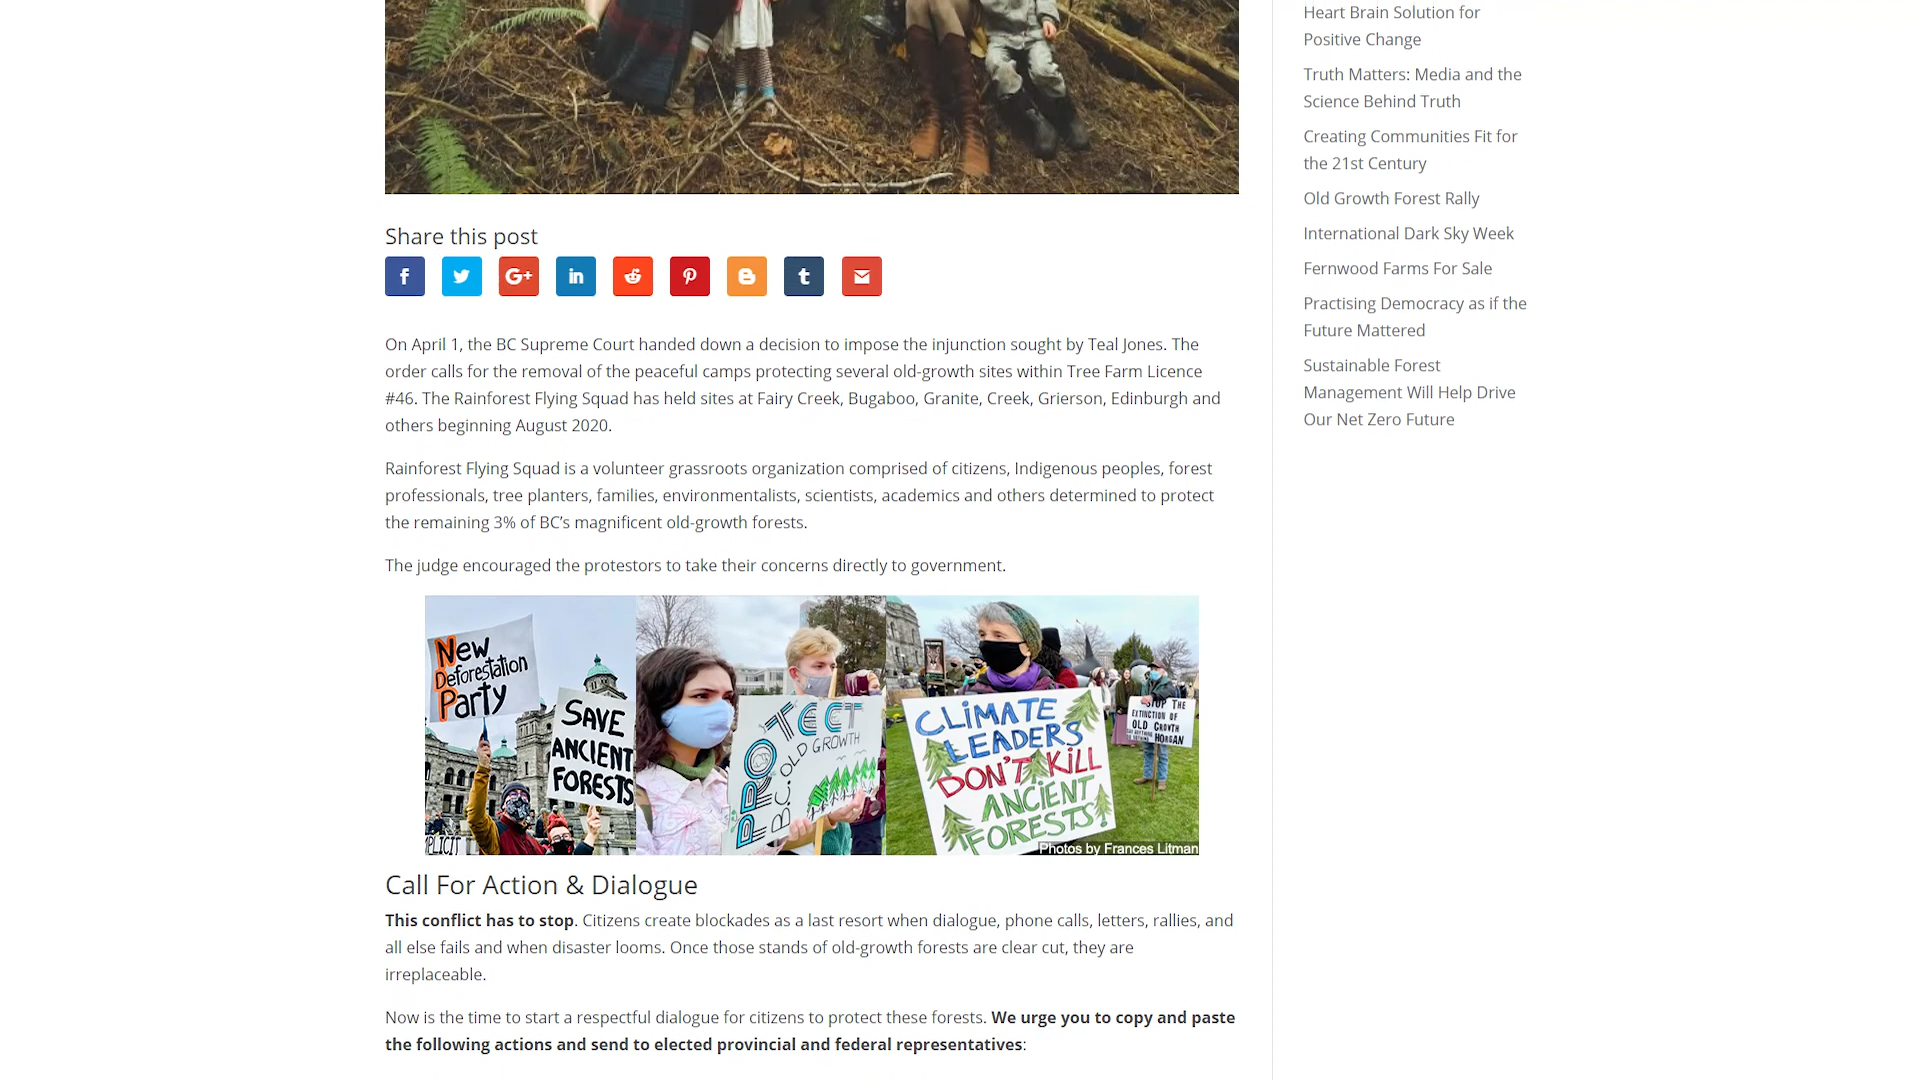 Heart Brain Solution for
Positive Change
Truth Matters: Media and the
Science Behind Truth
Creating Communities Fit for
the 21st Century
Old Growth Forest Rally
International Dark Sky Week
Fernwood Farms For Sale
Practising Democracy as if the
Future Mattered
Sustainable Forest
Management Will Help Drive
Our Net Zero Future
Share this post
On April 1, the BC Supreme Court handed down a decision to impose the injunction sought by Teal Jones. The
order calls for the removal of the peaceful camps protecting several old-growth sites within Tree Farm Licence
#46. The Rainforest Flying Squad has held sites at Fairy Creek, Bugaboo, Granite, Creek, Grierson, Edinburgh and
others beginning August 2020.
Rainforest Flying Squad is a volunteer grassroots organization comprised of citizens, Indigenous peoples, forest
professionals, tree planters, families, environmentalists, scientists, academics and others determined to protect
the remaining 3% of BC’s magnificent old-growth forests.
The judge encouraged the protestors to take their concerns directly to government.
New
Deforestation
Party
SAVE
ANCIENT
FORESTS
PLICIT
PROTECT
B.C. OLD GROWTH
CLIMATE
LEADERS
DON'T KILL
ANCIENT
FORESTS!
STOP THE
EXTINCTION OF
OLD GROWTH
HORGAN
Photos by Frances Litman
Call For Action & Dialogue
This conflict has to stop. Citizens create blockades as a last resort when dialogue, phone calls, letters, rallies, and
all else fails and when disaster looms. Once those stands of old-growth forests are clear cut, they are
irreplaceable.
Now is the time to start a respectful dialogue for citizens to protect these forests. We urge you to copy and paste
the following actions and send to elected provincial and federal representatives: